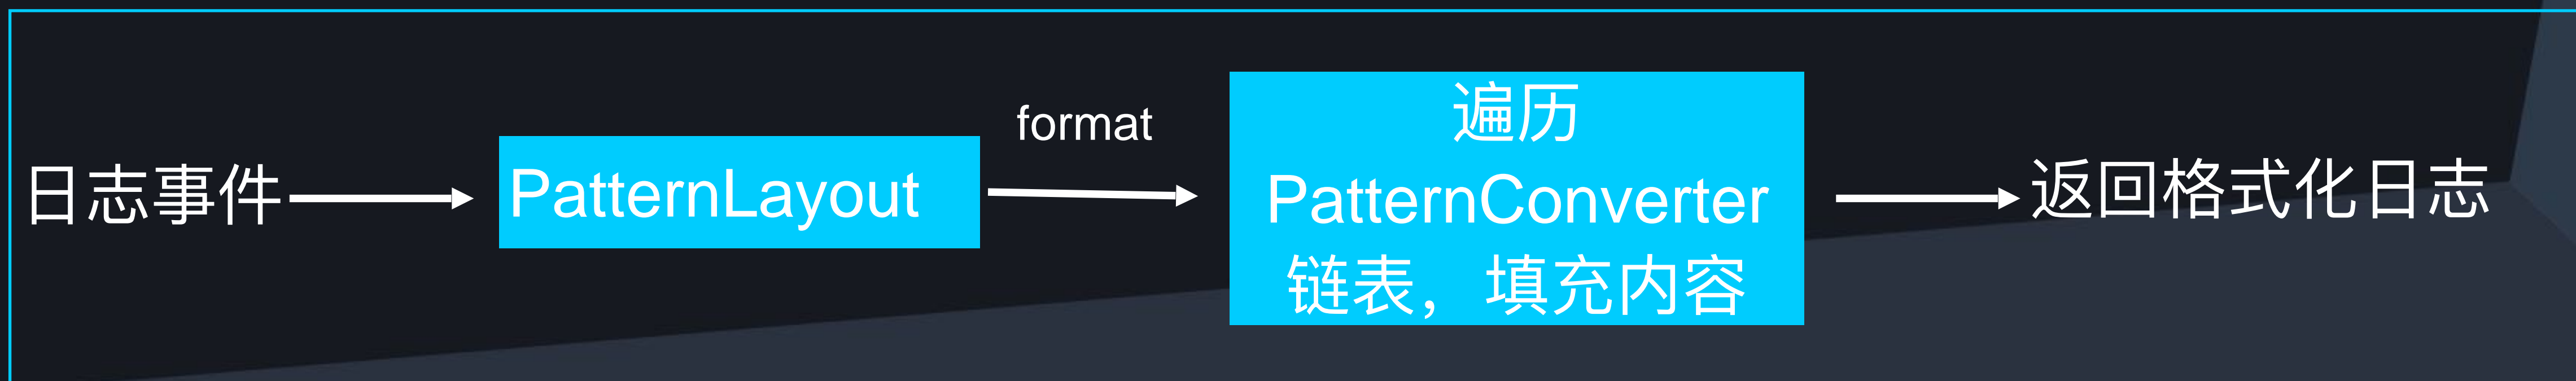 日志事件
PatternLayout
format
遍历
PatternConverter
链表，填充内容
返回格式化日志